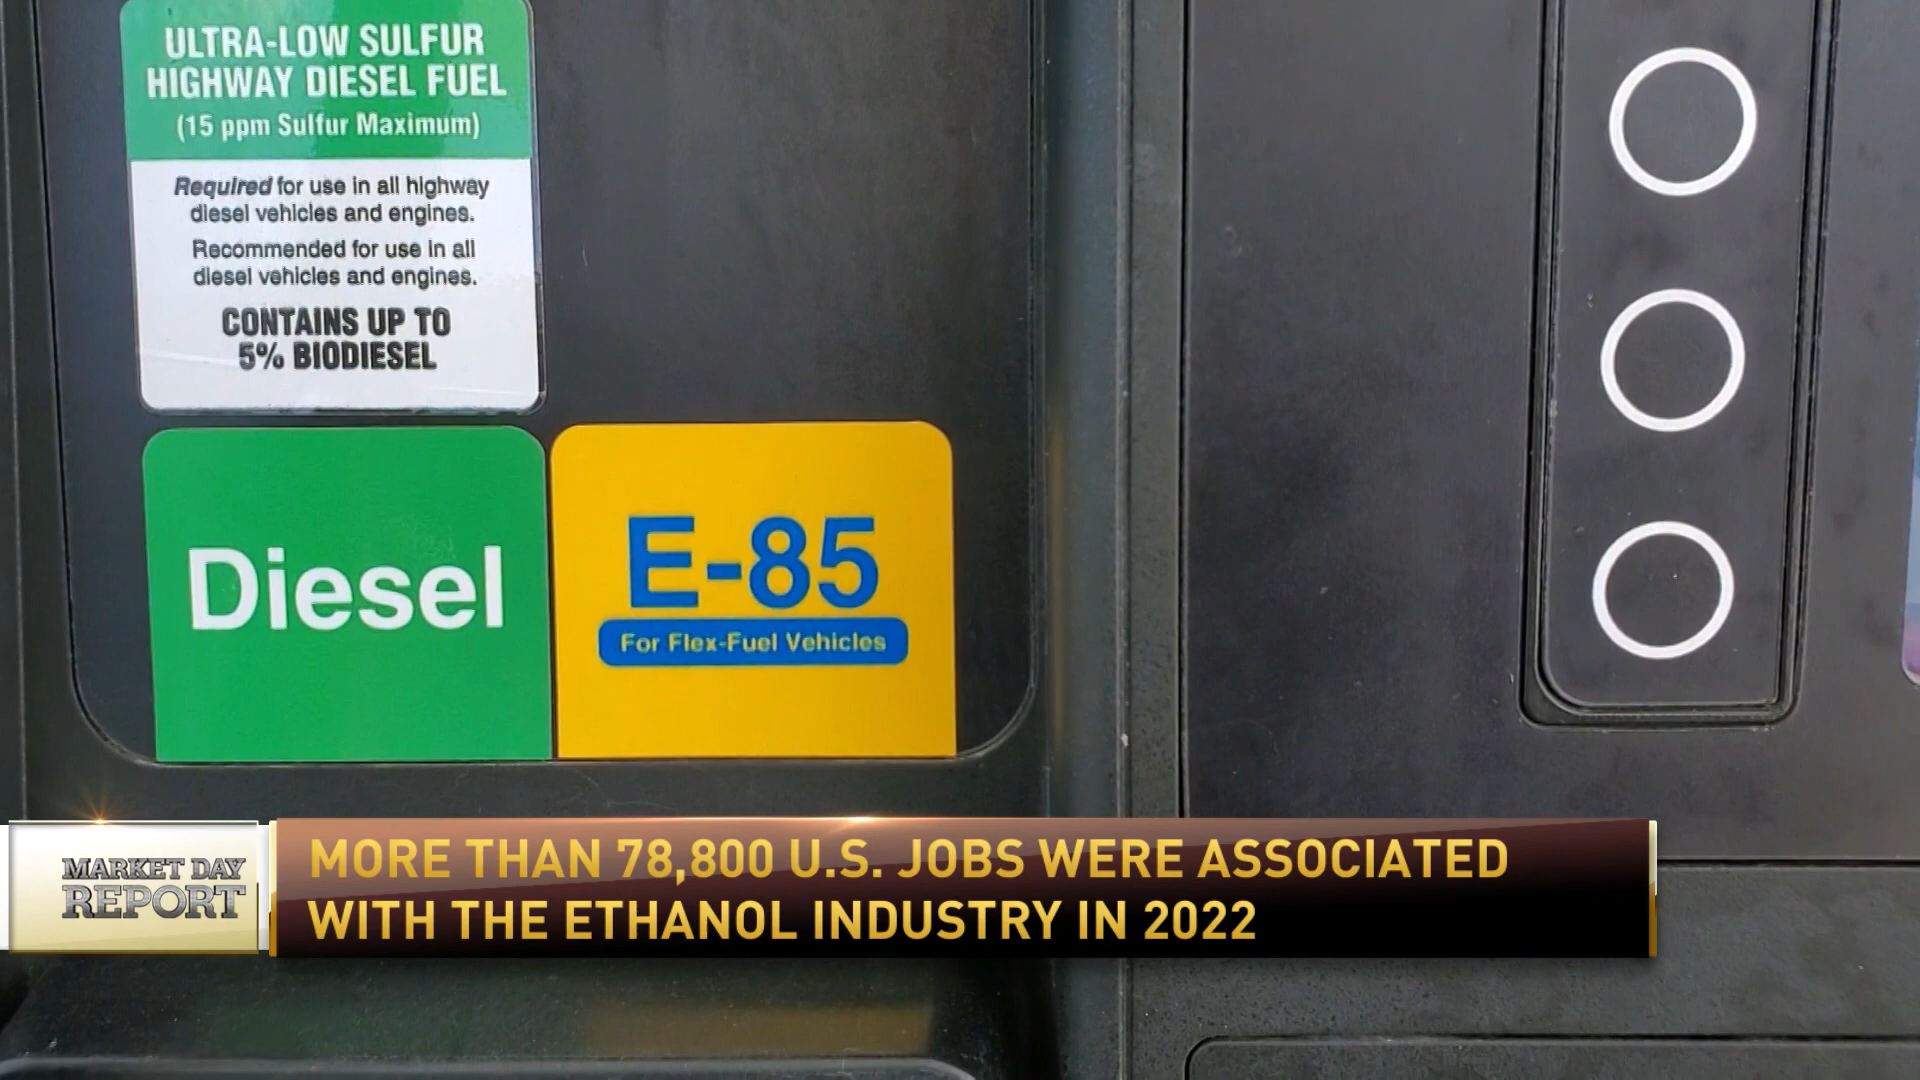 ULTRA-LOW SULFUR
HIGHWAY DIESEL FUEL
(15 ppm Sulfur Maximum)
Required for use in all highway
diesel vehicles and engines.
Recommended for use in all
diesel vehicles and engines.
CONTAINS UP TO
5% BIODIESEL
Diesel
E-85
For Flex-Fuel Vehicles
MARKET DAY
REPORT
MORE THAN 78,800 U.S. JOBS WERE ASSOCIATED
WITH THE ETHANOL INDUSTRY IN 2022